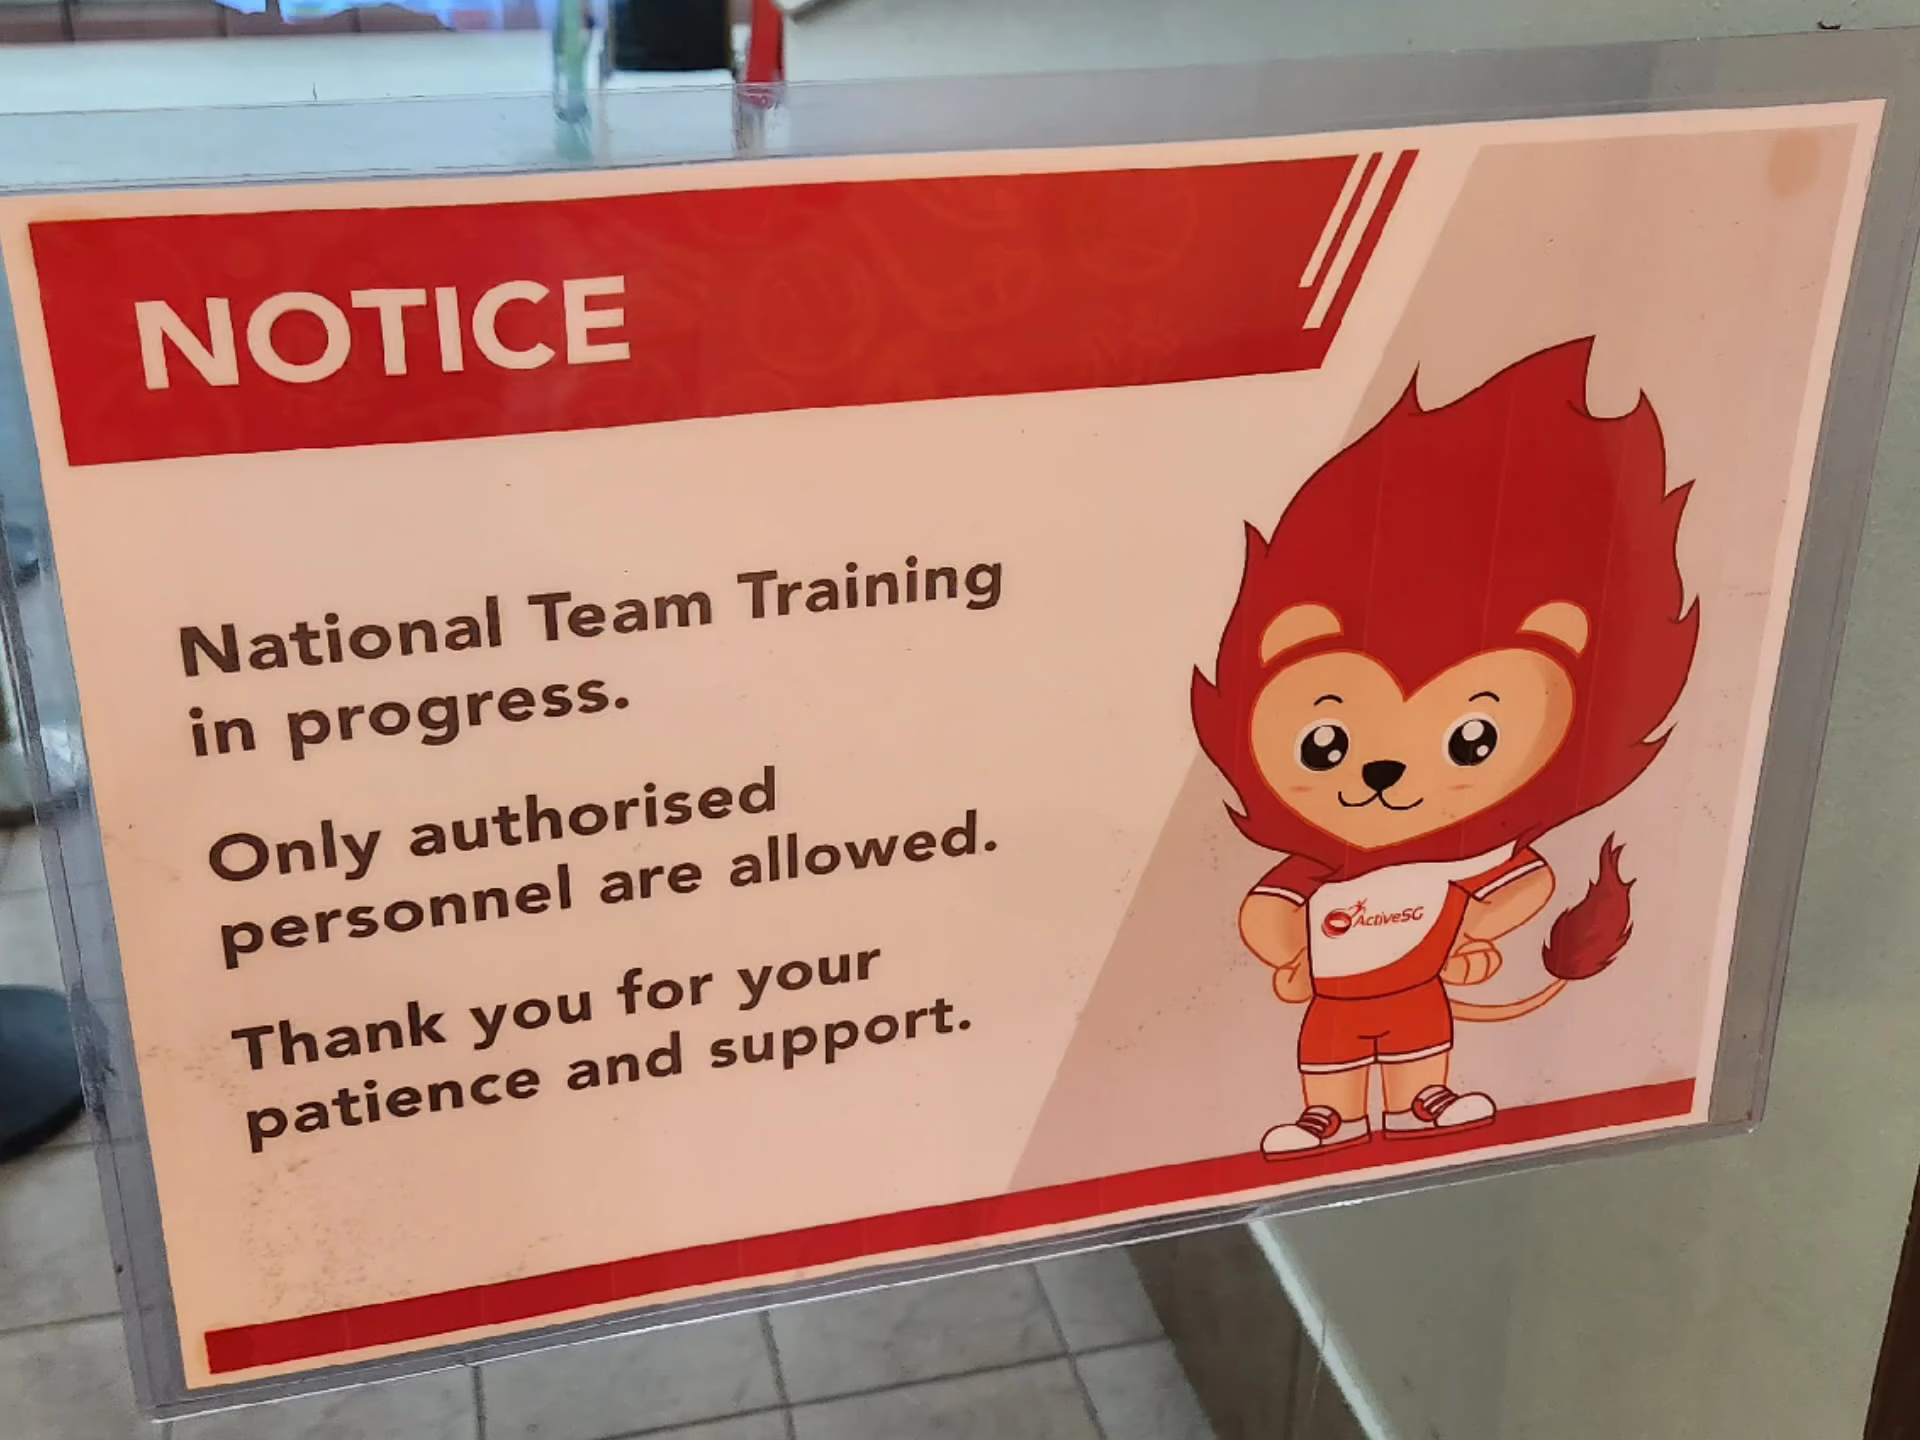 NOTICE
National Team Training
in progress.
Only authorised
personnel are allowed.
Thank you for your
patience and support.
ActiveSG